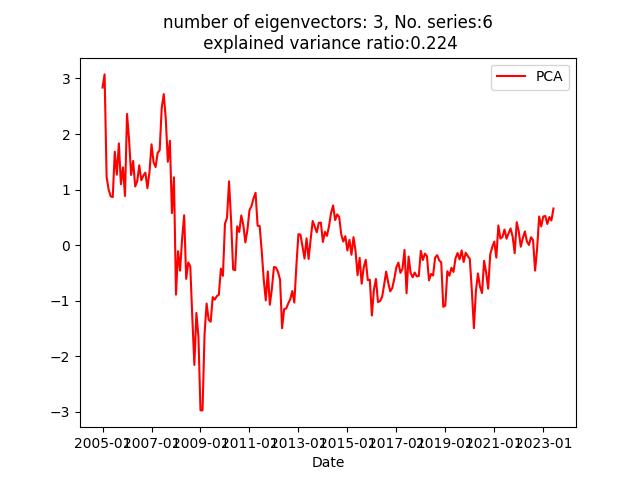 number of eigenvectors: 3, No. series:6
explained variance ratio:0.224
PCA
3
2
1
0
−1
−2
−3
2005-01 2007-01 2009-01 2011-01 2013-01 2015-01 2017-01 2019-01 2021-01 2023-01
Date